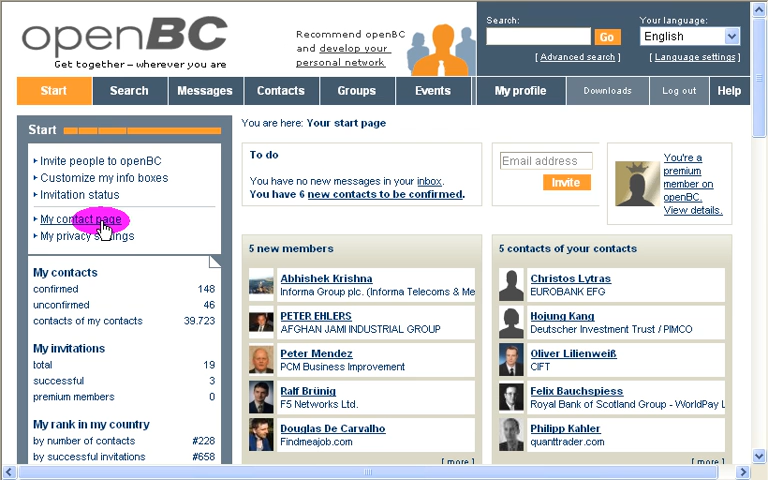 openBC
Get together – wherever you are
Recommend openBC
and develop your
personal network
Search:
Go
[ Advanced search ]
Your language:
English
[ Language settings ]
Start
Search
Messages
Contacts
Groups
Events
My profile
Downloads
Log out
Help
Start
Invite people to openBC
Customize my info boxes
Invitation status
My contact page
My privacy settings
My contacts
confirmed 148
unconfirmed 46
contacts of my contacts 39.723
My invitations
total 19
successful 3
premium members 0
My rank in my country
by number of contacts #228
by successful invitations #658
You are here: Your start page
To do
You have no new messages in your inbox.
You have 6 new contacts to be confirmed.
Email address
Invite
You're a
premium
member on
openBC.
View details.
5 new members
Abhishek Krishna
Informa Group plc. (Informa Telecoms & Me
PETER EHLERS
AFGHAN JAMI INDUSTRIAL GROUP
Peter Mendez
PCM Business Improvement
Ralf Brünig
F5 Networks Ltd.
Douglas De Carvalho
Findmeajob.com
[ more ]
5 contacts of your contacts
Christos Lytras
EUROBANK EFG
Hojung Kang
Deutscher Investment Trust / PIMCO
Oliver Lilienweiß
CIFT
Felix Bauchspiess
Royal Bank of Scotland Group - WorldPay L
Philipp Kahler
quanttrader.com
[ more ]